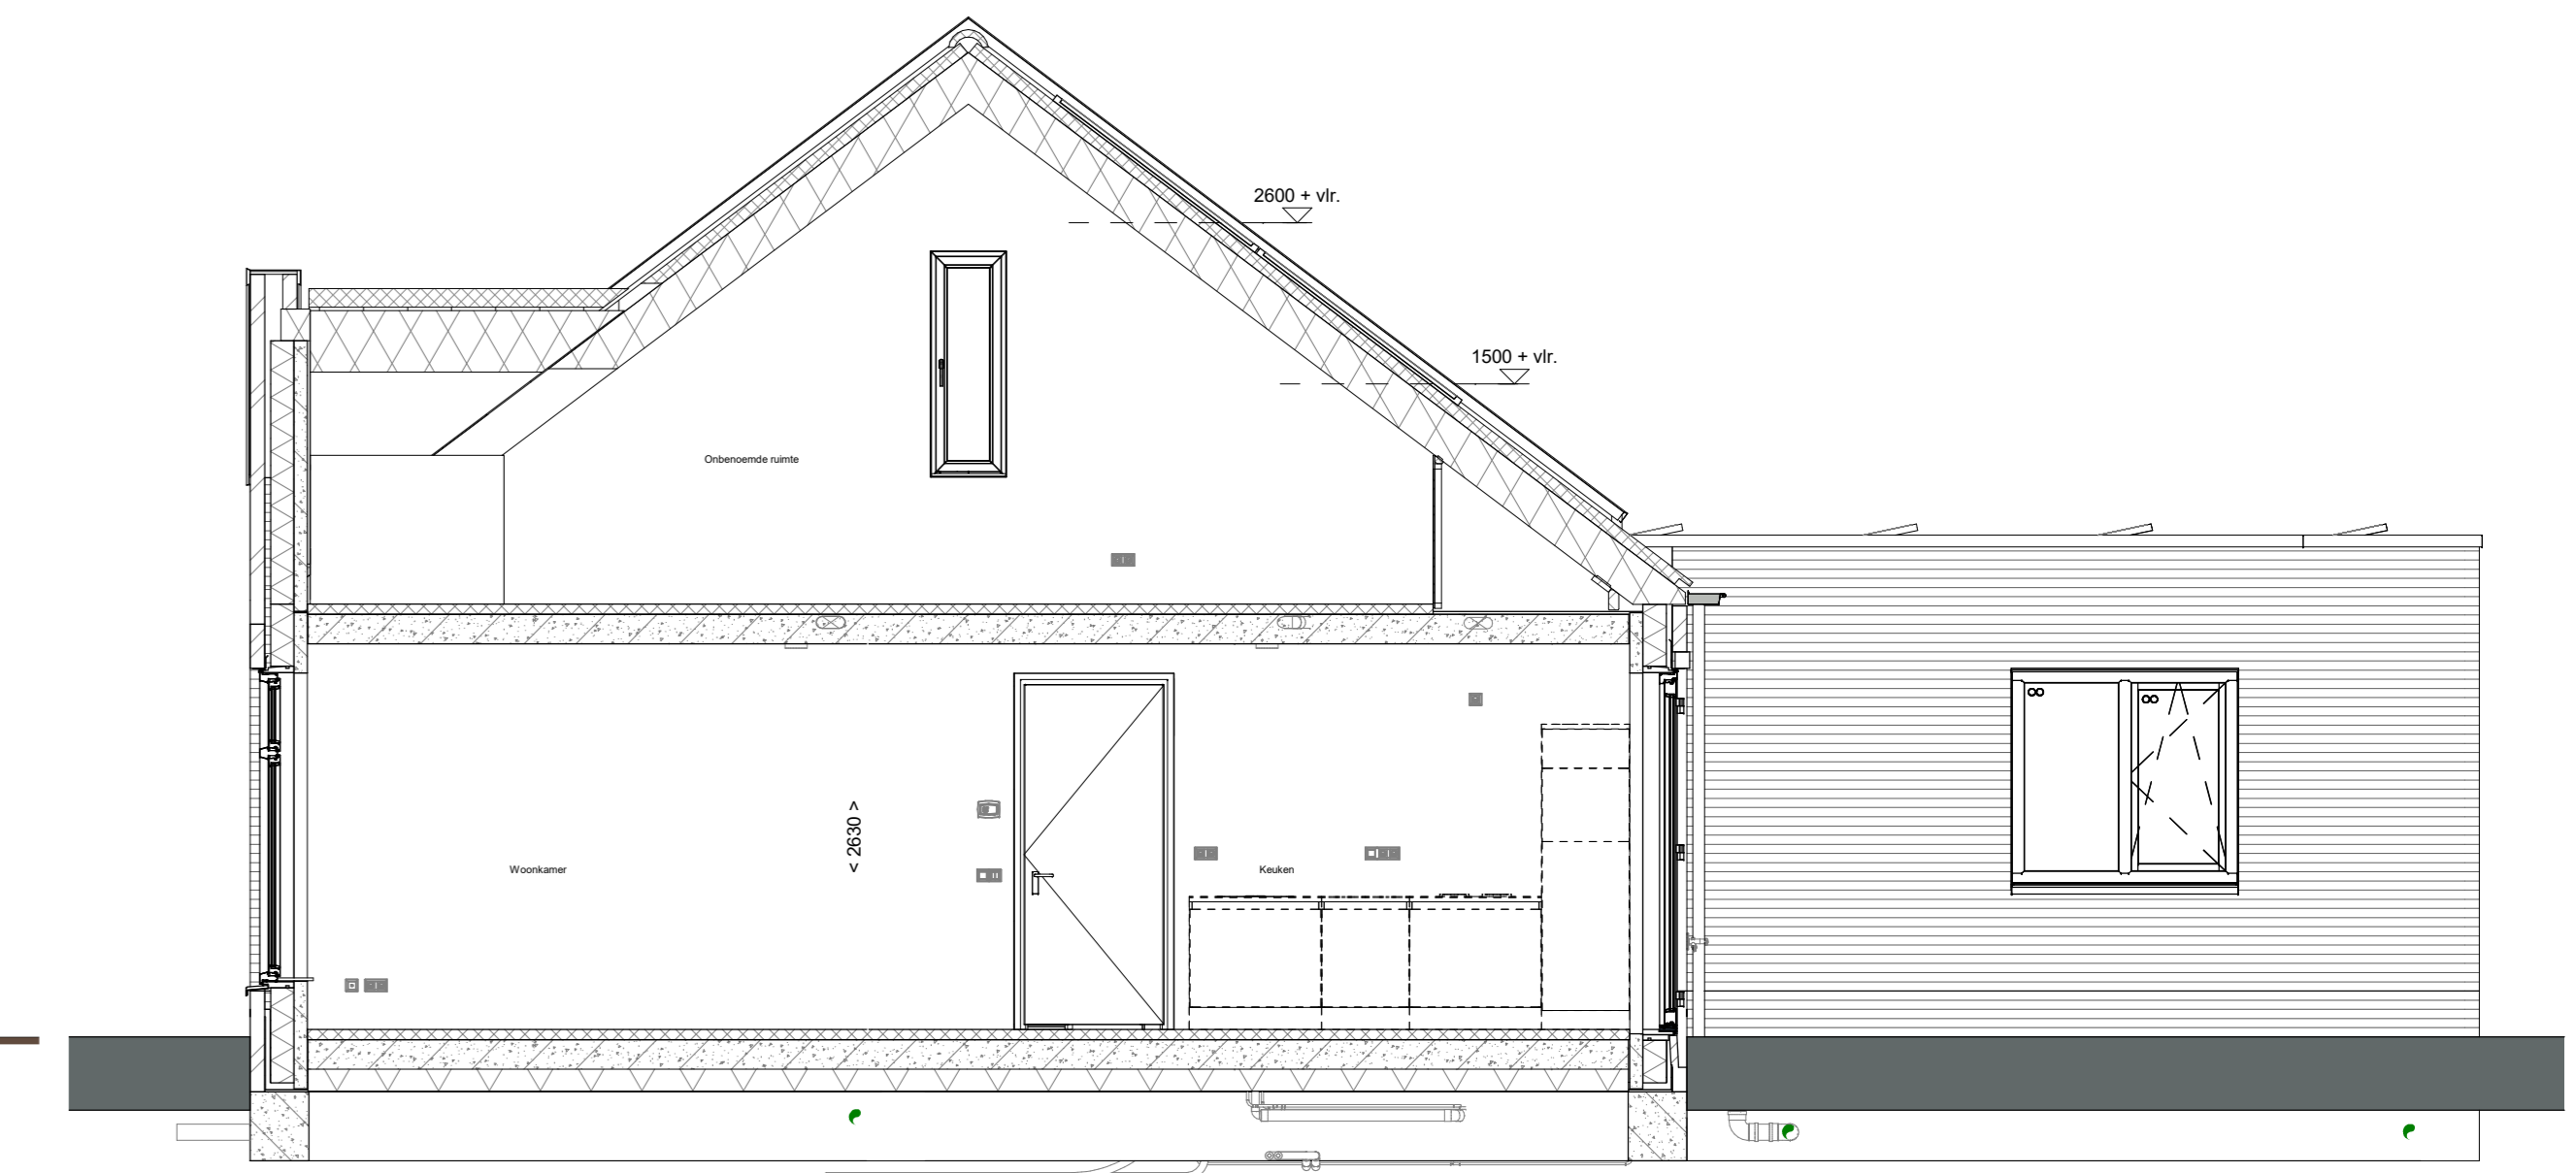 2600 + vlr.
1500 + vlr.
Onbenoemde ruimte
< 2630 >
Woonkamer
Keuken